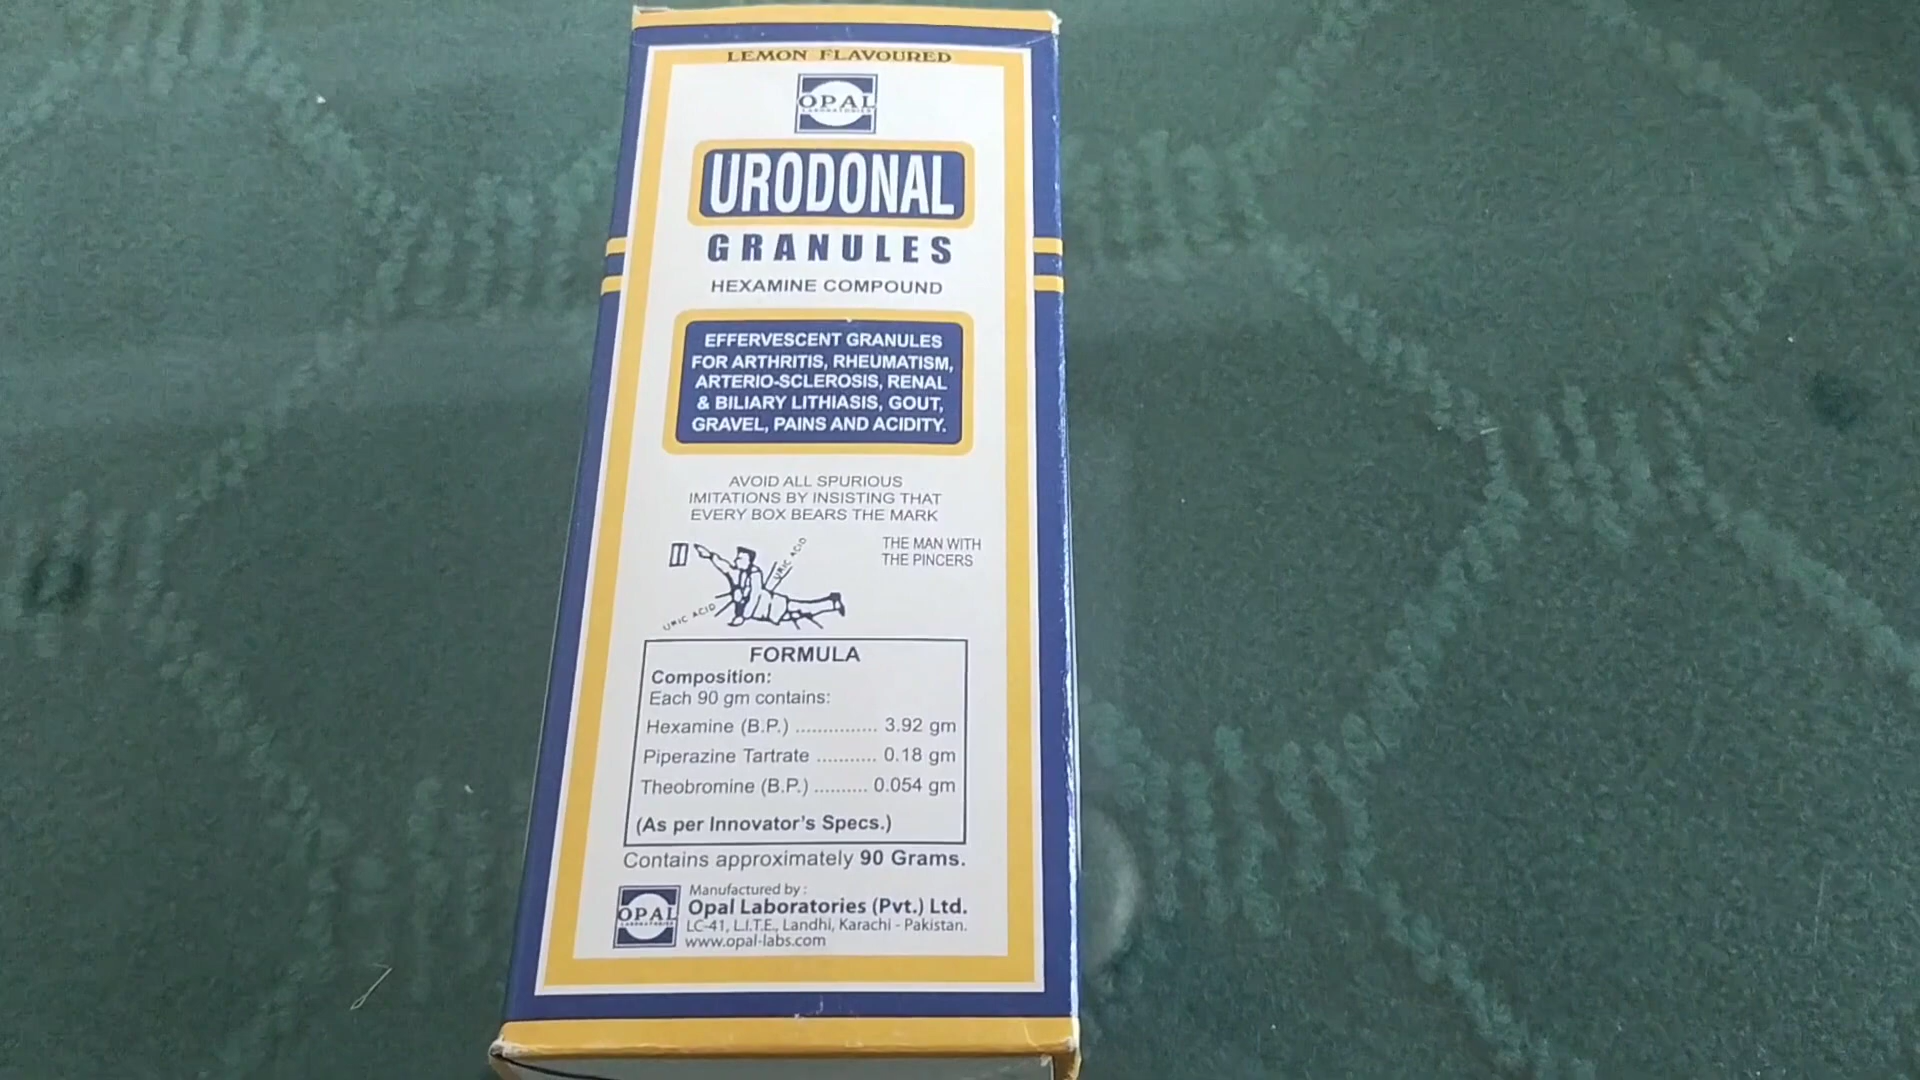 LEMON FLAVOURED
OPAL
LABORATORIES
URODONAL
GRANULES
HEXAMINE COMPOUND
EFFERVESCENT GRANULES
FOR ARTHRITIS, RHEUMATISM,
ARTERIO-SCLEROSIS, RENAL
& BILIARY LITHIASIS, GOUT,
GRAVEL, PAINS AND ACIDITY.
AVOID ALL SPURIOUS
IMITATIONS BY INSISTING THAT
EVERY BOX BEARS THE MARK
THE MAN WITH
THE PINCERS
URIC ACID
URIC ACID
FORMULA
Composition:
Each 90 gm contains:
Hexamine (B.P.) ............... 3.92 gm
Piperazine Tartrate ........... 0.18 gm
Theobromine (B.P.) .......... 0.054 gm
(As per Innovator's Specs.)
Contains approximately 90 Grams.
OPAL
LABORATORIES
Manufactured by :
Opal Laboratories (Pvt.) Ltd.
LC-41, L.I.T.E., Landhi, Karachi - Pakistan.
www.opal-labs.com